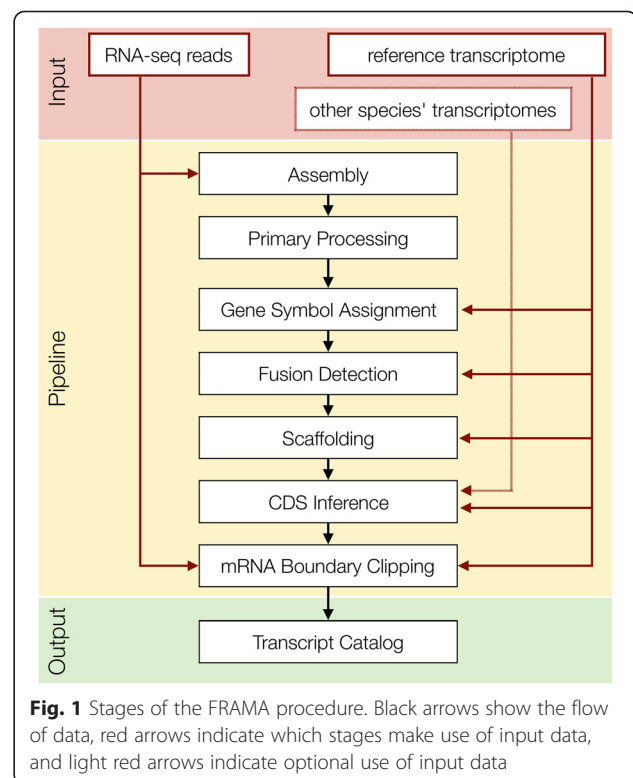 Input
RNA-seq reads
reference transcriptome
other species' transcriptomes
Pipeline
Assembly
Primary Processing
Gene Symbol Assignment
Fusion Detection
Scaffolding
CDS Inference
mRNA Boundary Clipping
Output
Transcript Catalog
Fig. 1 Stages of the FRAMA procedure. Black arrows show the flow
of data, red arrows indicate which stages make use of input data,
and light red arrows indicate optional use of input data